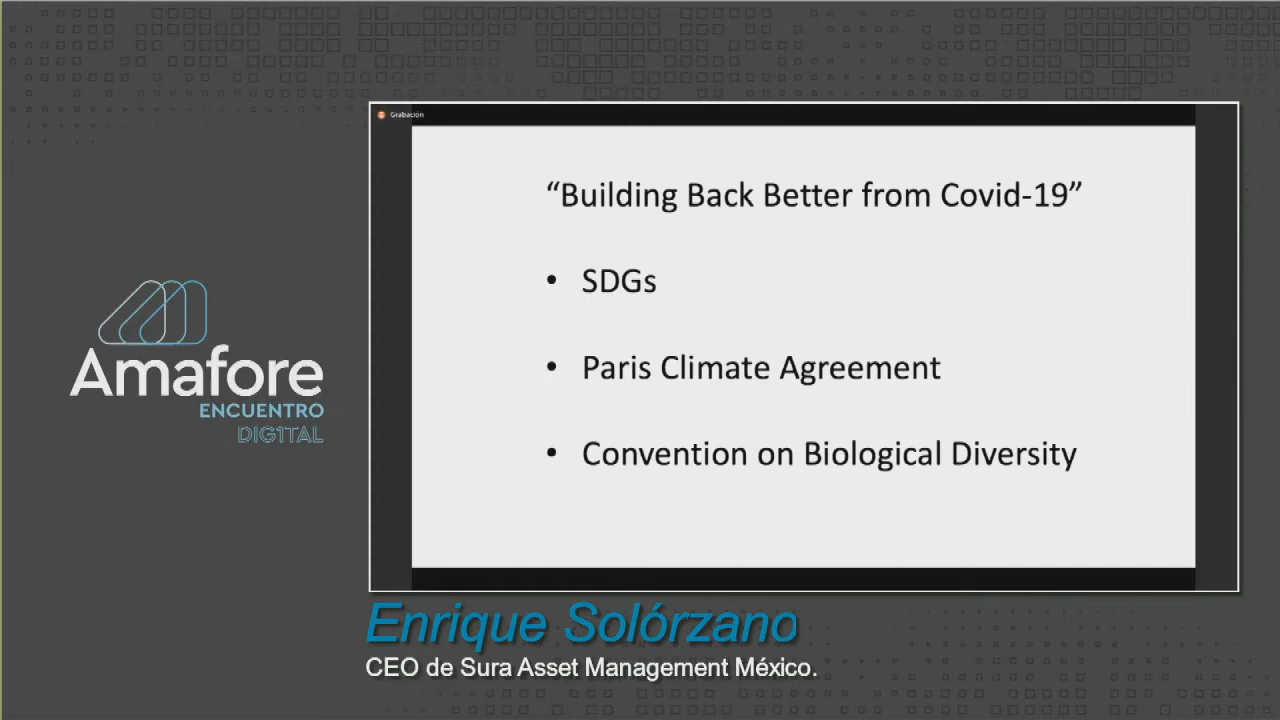 Grabación
“Building Back Better from Covid-19”
• SDGs
• Paris Climate Agreement
• Convention on Biological Diversity
Amafore
ENCUENTRO
DIG1TAL
Enrique Solórzano
CEO de Sura Asset Management México.